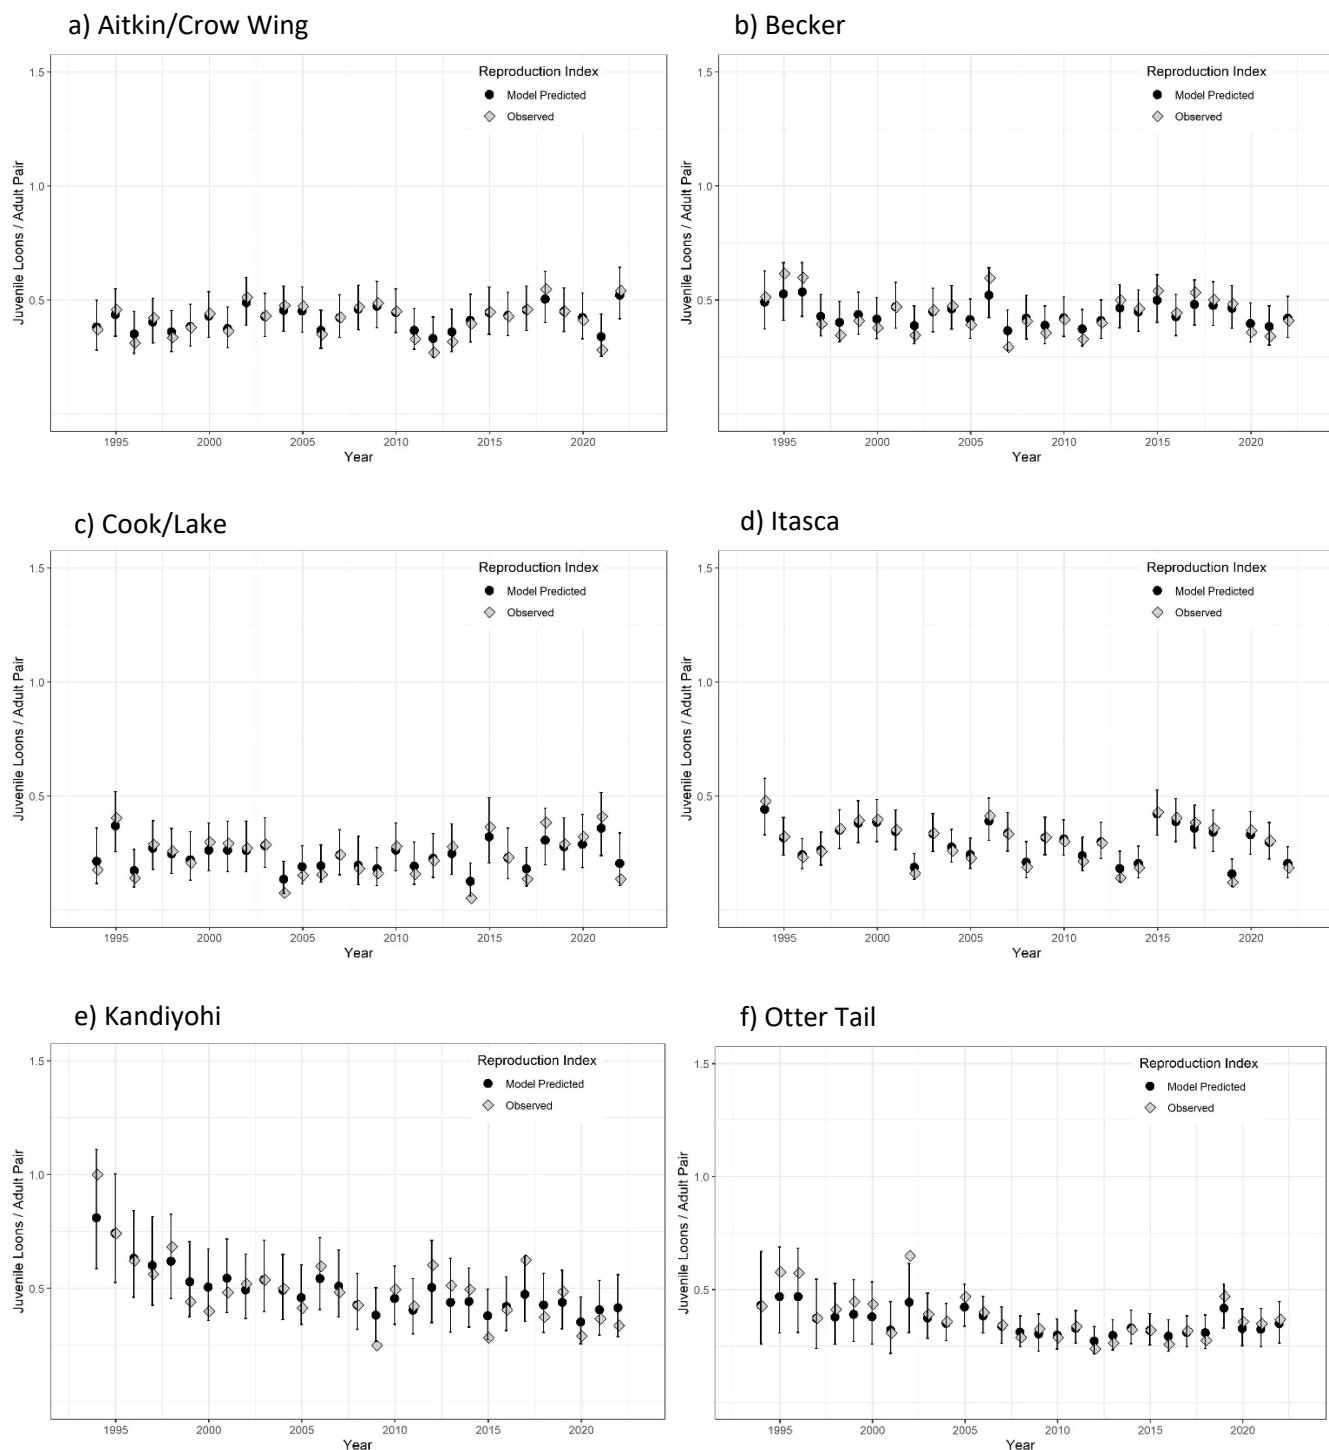 a) Aitkin/Crow Wing
Reproduction Index
Model Predicted
Observed
1.5
1.0
0.5
Juvenile Loons / Adult Pair
1995 2000 2005 2010 2015 2020
Year
b) Becker
Reproduction Index
Model Predicted
Observed
1.5
1.0
0.5
Juvenile Loons / Adult Pair
1995 2000 2005 2010 2015 2020
Year
c) Cook/Lake
Reproduction Index
Model Predicted
Observed
1.5
1.0
0.5
Juvenile Loons / Adult Pair
1995 2000 2005 2010 2015 2020
Year
d) Itasca
Reproduction Index
Model Predicted
Observed
1.5
1.0
0.5
Juvenile Loons / Adult Pair
1995 2000 2005 2010 2015 2020
Year
e) Kandiyohi
Reproduction Index
Model Predicted
Observed
1.5
1.0
0.5
Juvenile Loons / Adult Pair
1995 2000 2005 2010 2015 2020
Year
f) Otter Tail
Reproduction Index
Model Predicted
Observed
1.5
1.0
0.5
Juvenile Loons / Adult Pair
1995 2000 2005 2010 2015 2020
Year